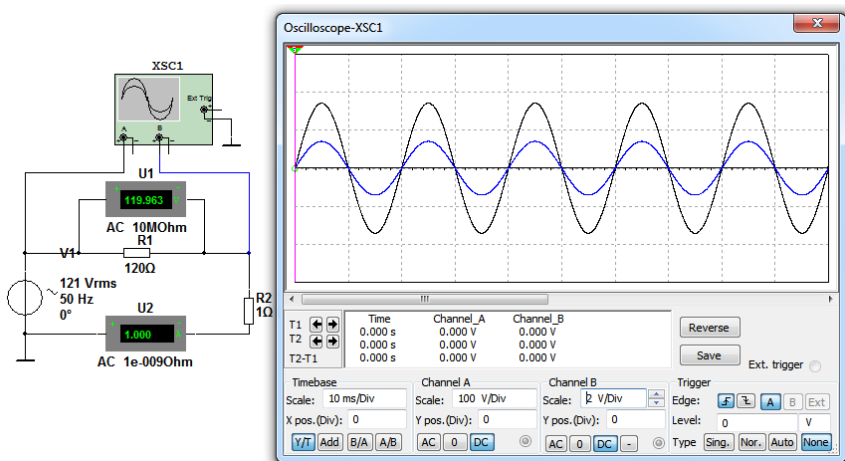 Oscilloscope-XSC1
XSC1
Ext Trig
A B
U1
119.963 V
AC 10MOhm
R1
V1
120Ω
121 Vrms
50 Hz
0°
U2
1.000 A
AC 1e-009Ohm
R2
1Ω
T1
T2
T2-T1
Time Channel_A Channel_B
0.000 s 0.000 V 0.000 V
0.000 s 0.000 V 0.000 V
0.000 s 0.000 V 0.000 V
Reverse
Save
Ext. trigger
Timebase
Scale: 10 ms/Div
X pos.(Div): 0
Y/T Add B/A A/B
Channel A
Scale: 100 V/Div
Y pos.(Div): 0
AC 0 DC
Channel B
Scale: 2 V/Div
Y pos.(Div): 0
AC 0 DC -
Trigger
Edge: A B Ext
Level: 0 V
Type Sing. Nor. Auto None